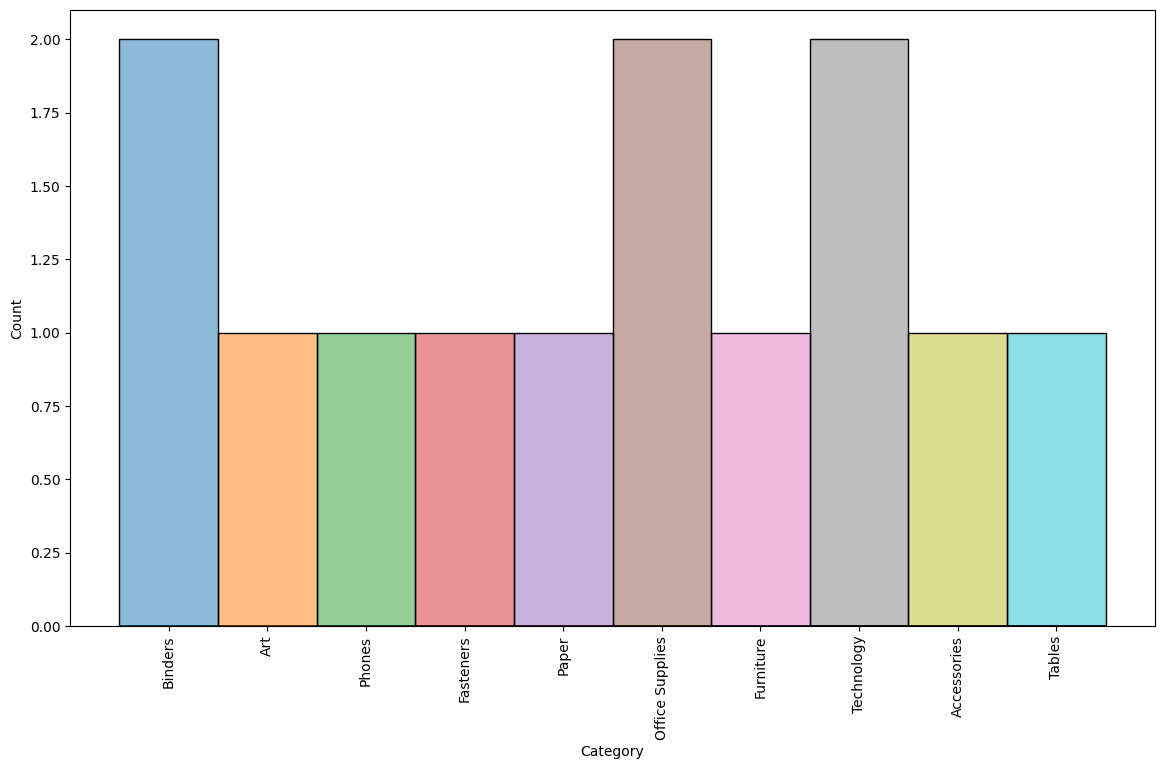 2.00
1.75
1.50
1.25
1.00
0.75
0.50
0.25
0.00
Count
Binders
Art
Phones
Fasteners
Paper
Office Supplies
Furniture
Technology
Accessories
Tables
Category